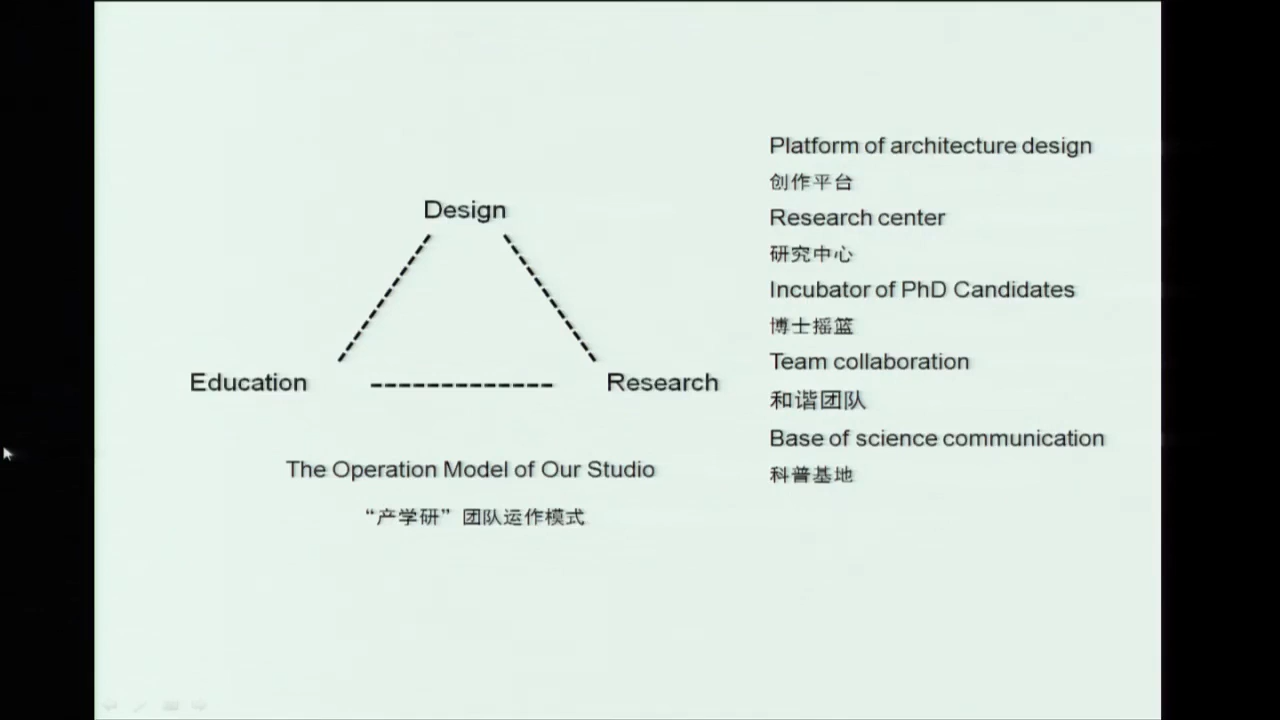 Design
Education
Research
The Operation Model of Our Studio
“产学研”团队运作模式
Platform of architecture design
创作平台
Research center
研究中心
Incubator of PhD Candidates
博士摇篮
Team collaboration
和谐团队
Base of science communication
科普基地